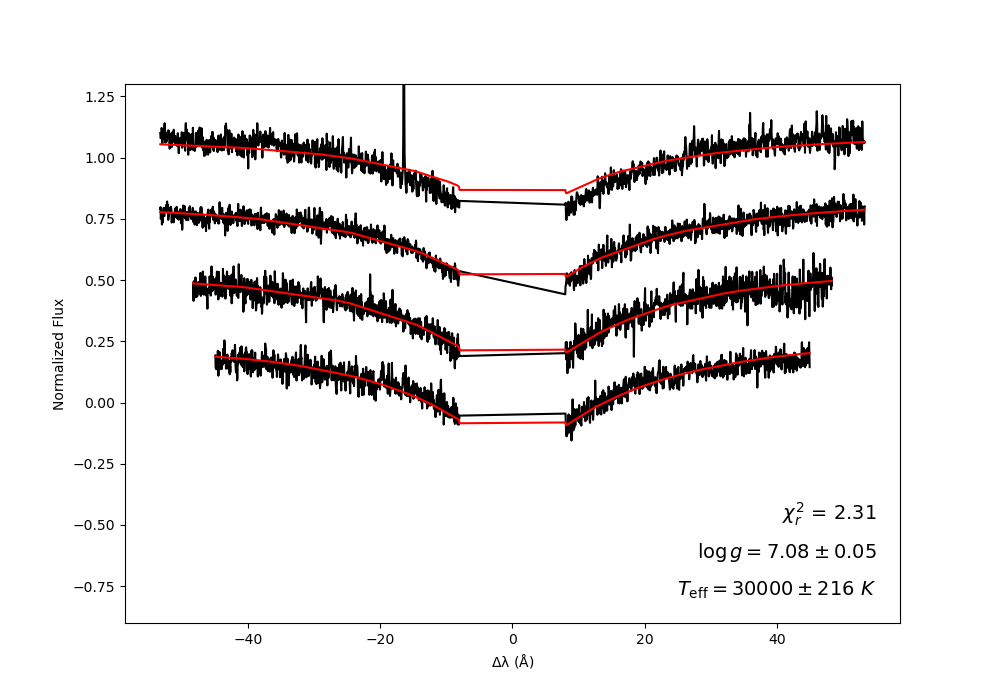 1.25
1.00
0.75
0.50
0.25
0.00
−0.25
−0.50
−0.75
Normalized Flux
χ²ᵣ = 2.31
log g = 7.08 ± 0.05
T_eff = 30000 ± 216 K
−40 −20 0 20 40
Δλ (Å)